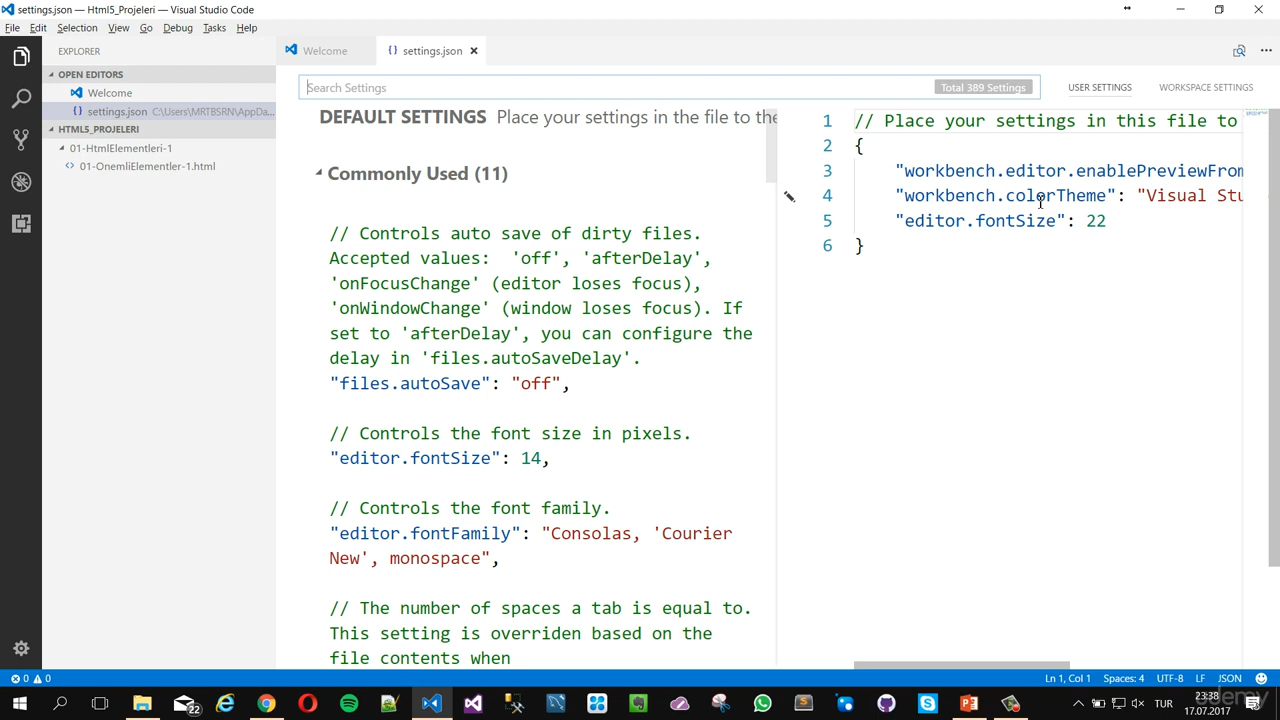 settings.json — Html5_Projeleri — Visual Studio Code
File Edit Selection View Go Debug Tasks Help
EXPLORER
Welcome
{} settings.json
OPEN EDITORS
Welcome
{} settings.json C:\Users\MRTBSRN\AppDa...
HTML5_PROJELERI
01-HtmlElementleri-1
<> 01-OnemliElementler-1.html
Search Settings
Total 389 Settings
USER SETTINGS
WORKSPACE SETTINGS
DEFAULT SETTINGS Place your settings in the file to the
Commonly Used (11)
// Controls auto save of dirty files.
Accepted values:  'off', 'afterDelay',
'onFocusChange' (editor loses focus),
'onWindowChange' (window loses focus). If
set to 'afterDelay', you can configure the
delay in 'files.autoSaveDelay'.
"files.autoSave": "off",
// Controls the font size in pixels.
"editor.fontSize": 14,
// Controls the font family.
"editor.fontFamily": "Consolas, 'Courier
New', monospace",
// The number of spaces a tab is equal to.
This setting is overriden based on the
file contents when
1 // Place your settings in this file to
2 {
3 "workbench.editor.enablePreviewFrom
4 "workbench.colorTheme": "Visual Stu
5 "editor.fontSize": 22
6 }
0 0
Ln 1, Col 1 Spaces: 4 UTF-8 LF JSON
22
TUR
23:38
17.07.2017
udemy